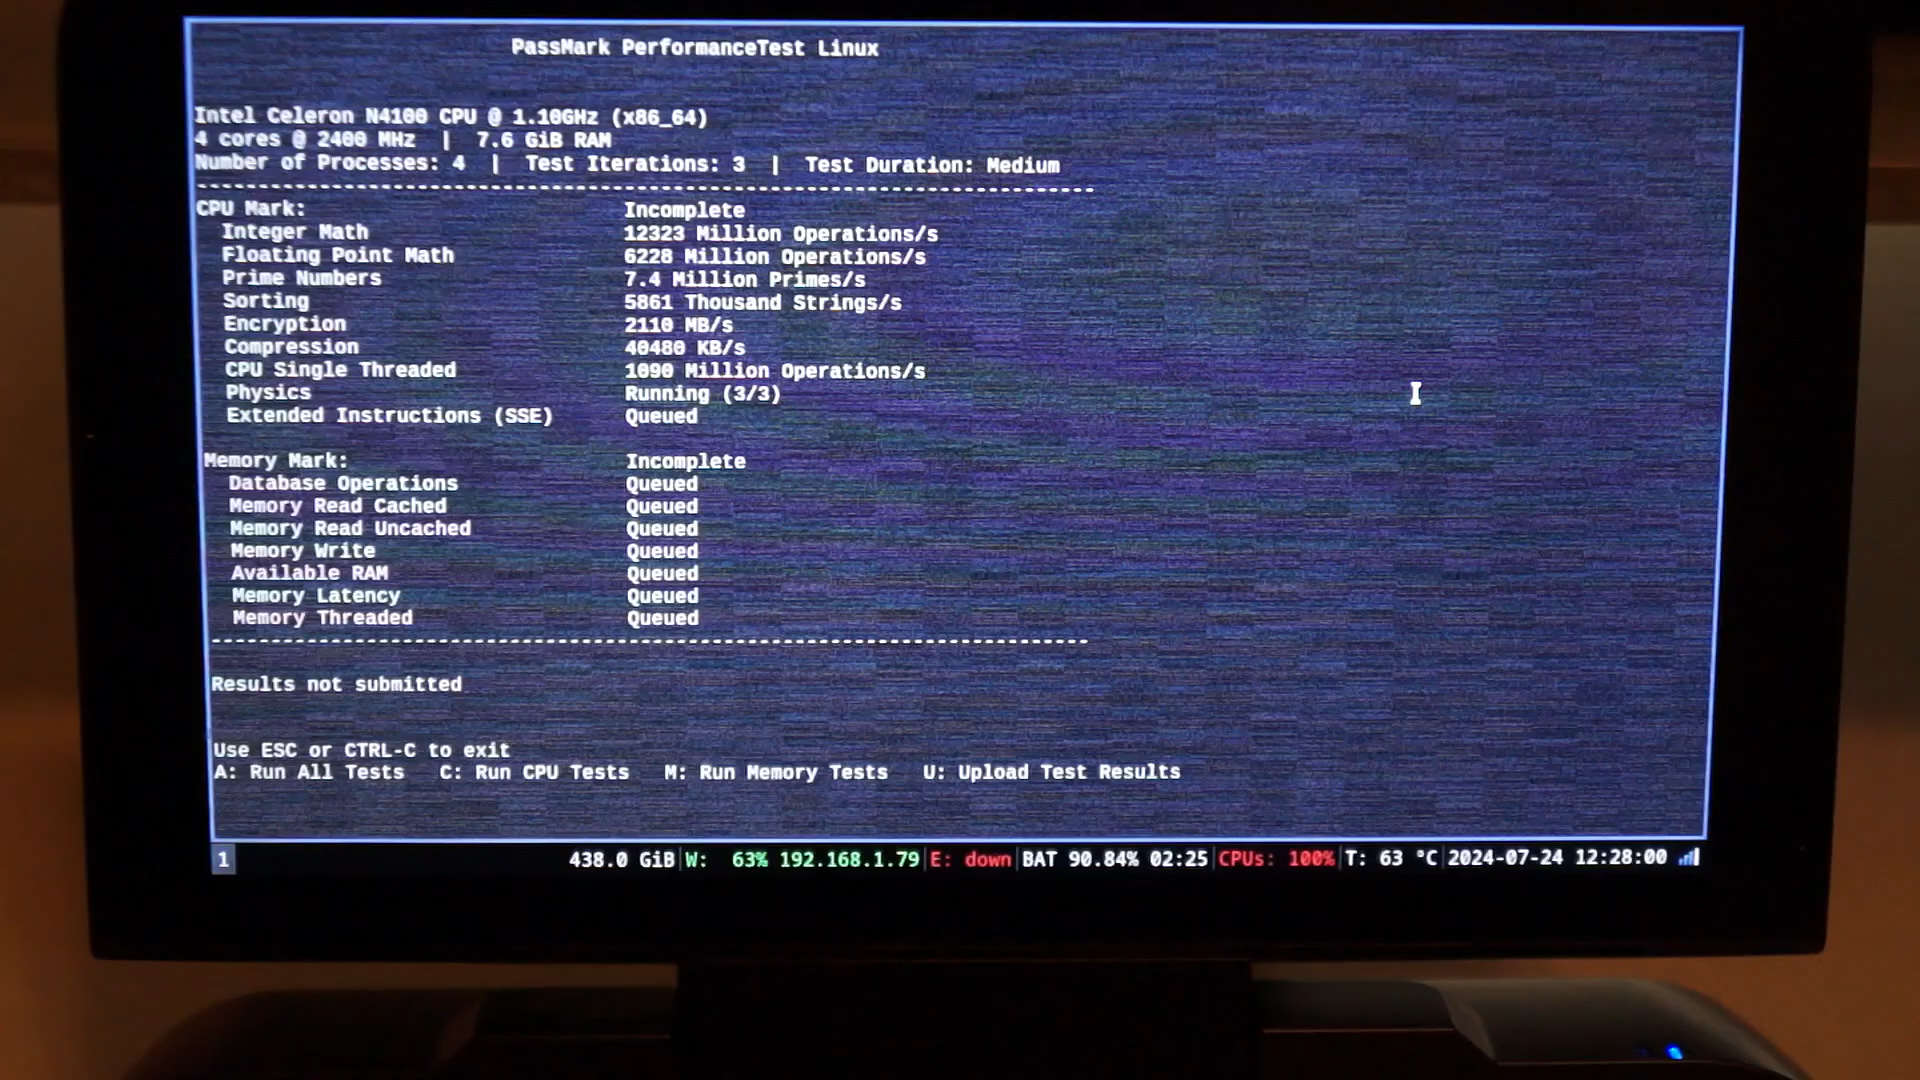 PassMark PerformanceTest Linux
Intel Celeron N4100 CPU @ 1.10GHz (x86_64)
4 cores @ 2400 MHz | 7.6 GiB RAM
Number of Processes: 4 | Test Iterations: 3 | Test Duration: Medium
--------------------------------------------------------------------------
CPU Mark: Incomplete
Integer Math 12323 Million Operations/s
Floating Point Math 6228 Million Operations/s
Prime Numbers 7.4 Million Primes/s
Sorting 5861 Thousand Strings/s
Encryption 2110 MB/s
Compression 40480 KB/s
CPU Single Threaded 1090 Million Operations/s
Physics Running (3/3)
Extended Instructions (SSE) Queued
Memory Mark: Incomplete
Database Operations Queued
Memory Read Cached Queued
Memory Read Uncached Queued
Memory Write Queued
Available RAM Queued
Memory Latency Queued
Memory Threaded Queued
--------------------------------------------------------------------------
Results not submitted
Use ESC or CTRL-C to exit
A: Run All Tests C: Run CPU Tests M: Run Memory Tests U: Upload Test Results
1 438.0 GiB|W: 63% 192.168.1.79|E: down|BAT 90.84% 02:25|CPUs: 100%|T: 63 °C|2024-07-24 12:28:00